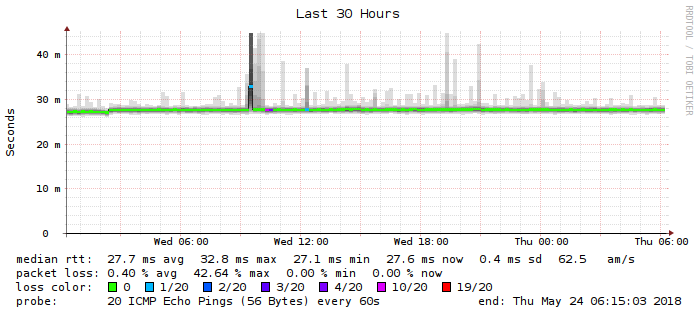 Last 30 Hours
RRDTOOL / TOBI OETIKER
Seconds
40 m
30 m
20 m
10 m
0
Wed 06:00 Wed 12:00 Wed 18:00 Thu 00:00 Thu 06:00
median rtt: 27.7 ms avg 32.8 ms max 27.1 ms min 27.6 ms now 0.4 ms sd 62.5 am/s
packet loss: 0.40 % avg 42.64 % max 0.00 % min 0.00 % now
loss color: 0 1/20 2/20 3/20 4/20 10/20 19/20
probe: 20 ICMP Echo Pings (56 Bytes) every 60s end: Thu May 24 06:15:03 2018